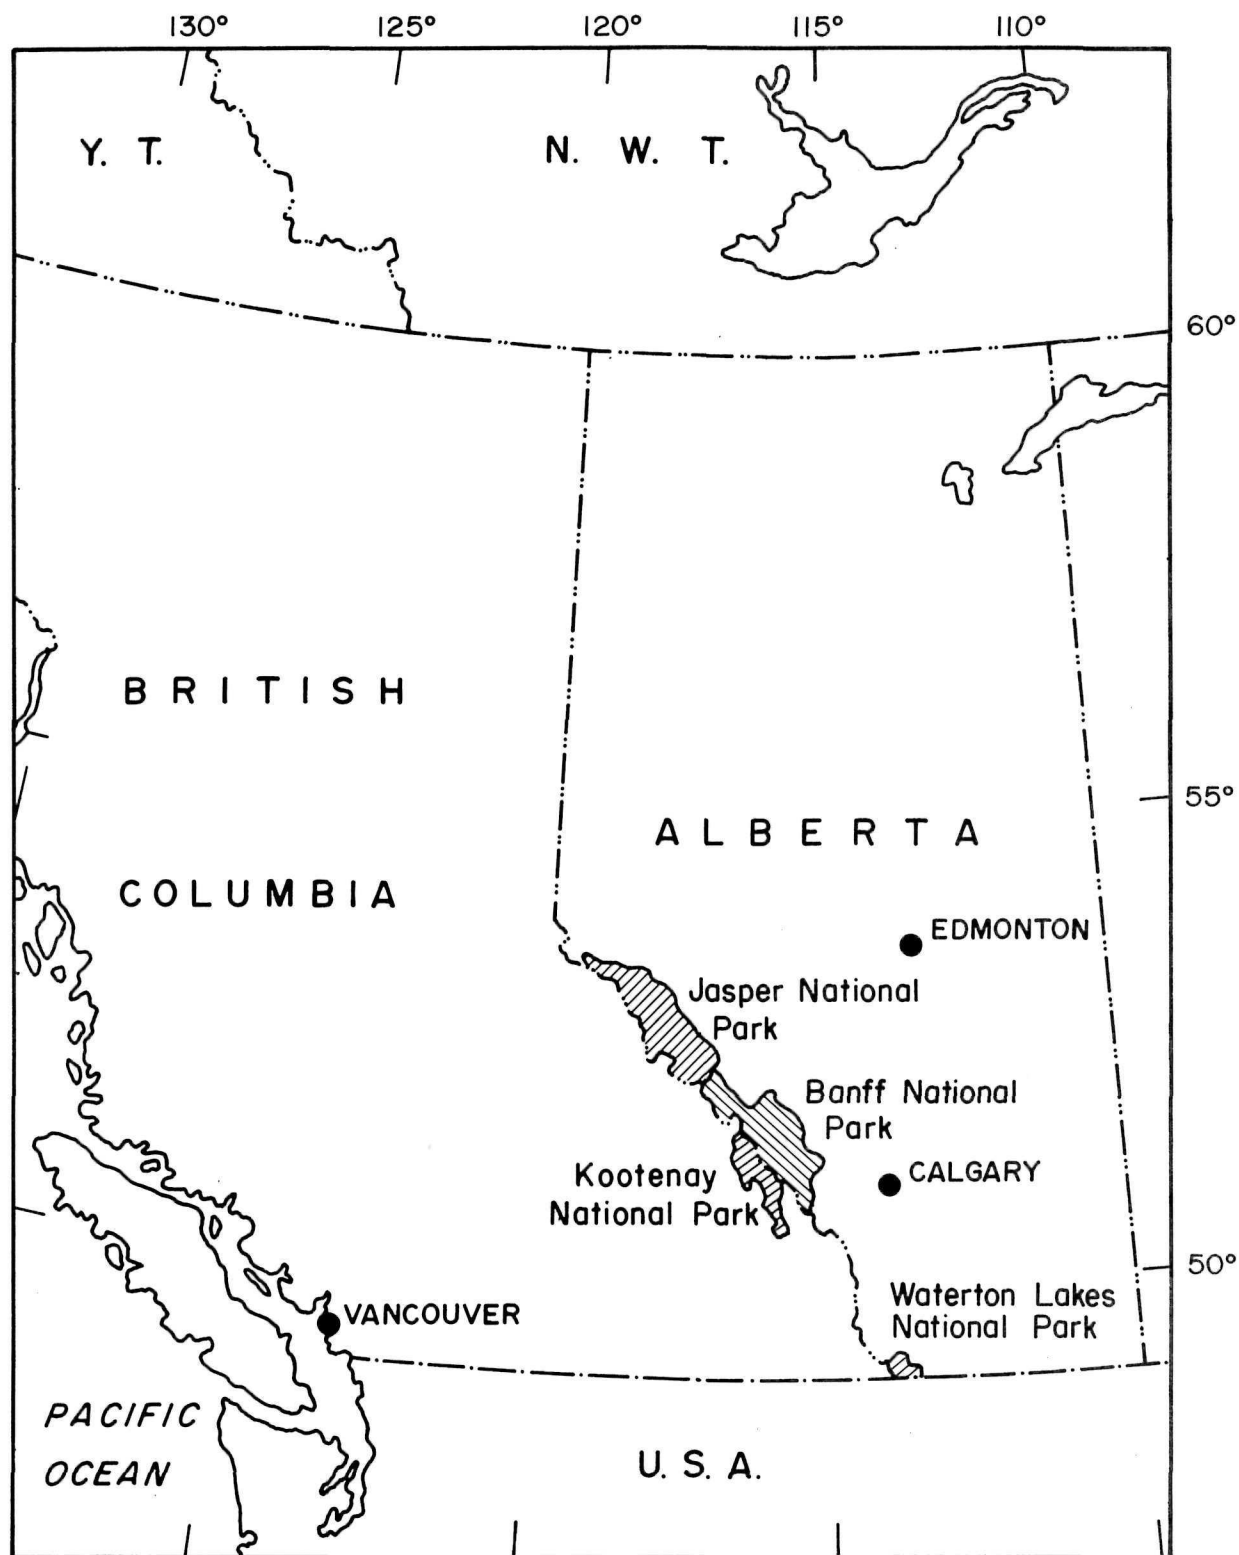 130° 125° 120° 115° 110°
Y. T.
N. W. T.
60°
BRITISH
55°
ALBERTA
COLUMBIA
EDMONTON
Jasper National
Park
Banff National
Park
Kootenay
National Park
CALGARY
50°
Waterton Lakes
National Park
VANCOUVER
PACIFIC
OCEAN
U. S. A.